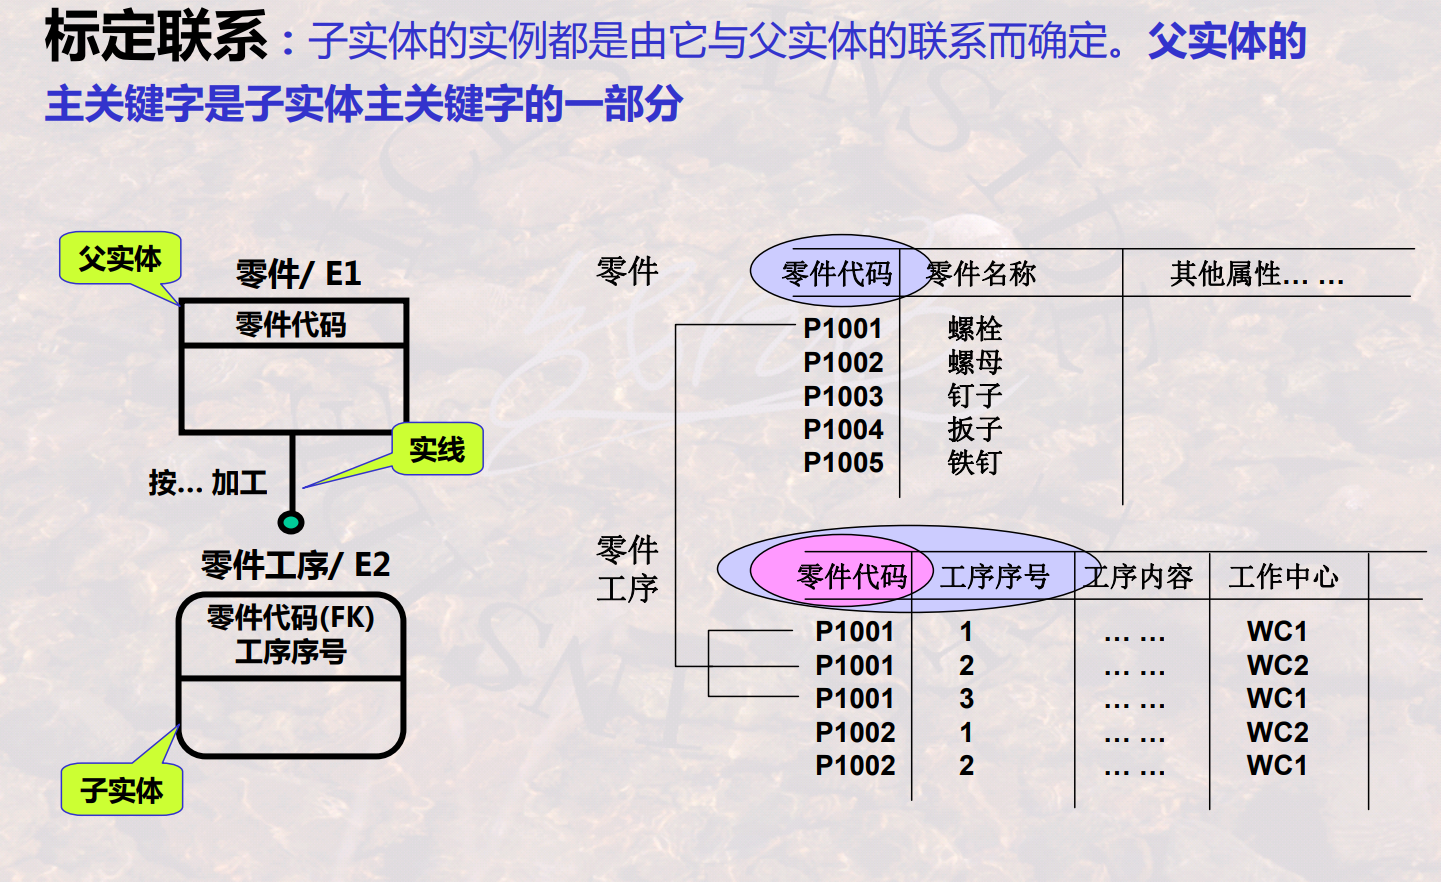 标定联系：子实体的实例都是由它与父实体的联系而确定。父实体的
主关键字是子实体主关键字的一部分
父实体
零件/ E1
零件代码
实线
按... 加工
零件工序/ E2
零件代码(FK)
工序序号
子实体
零件
零件代码 零件名称 其他属性... ...
P1001 螺栓
P1002 螺母
P1003 钉子
P1004 扳子
P1005 铁钉
零件
工序
零件代码 工序序号 工序内容 工作中心
P1001 1 ... ... WC1
P1001 2 ... ... WC2
P1001 3 ... ... WC1
P1002 1 ... ... WC2
P1002 2 ... ... WC1